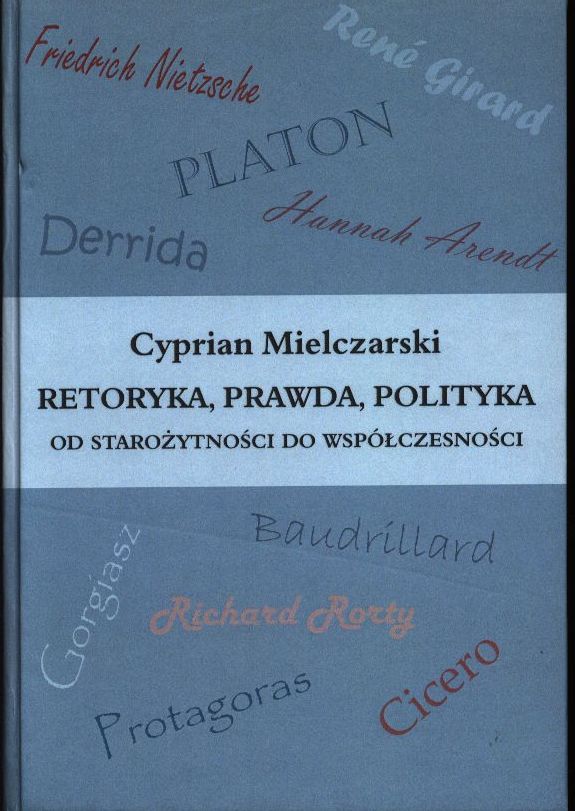 Friedrich Nietzsche
René Girard
PLATON
Hannah Arendt
Derrida
Cyprian Mielczarski
RETORYKA, PRAWDA, POLITYKA
OD STAROŻYTNOŚCI DO WSPÓŁCZESNOŚCI
Baudrillard
Gorgiasz
Richard Rorty
Cicero
Protagoras